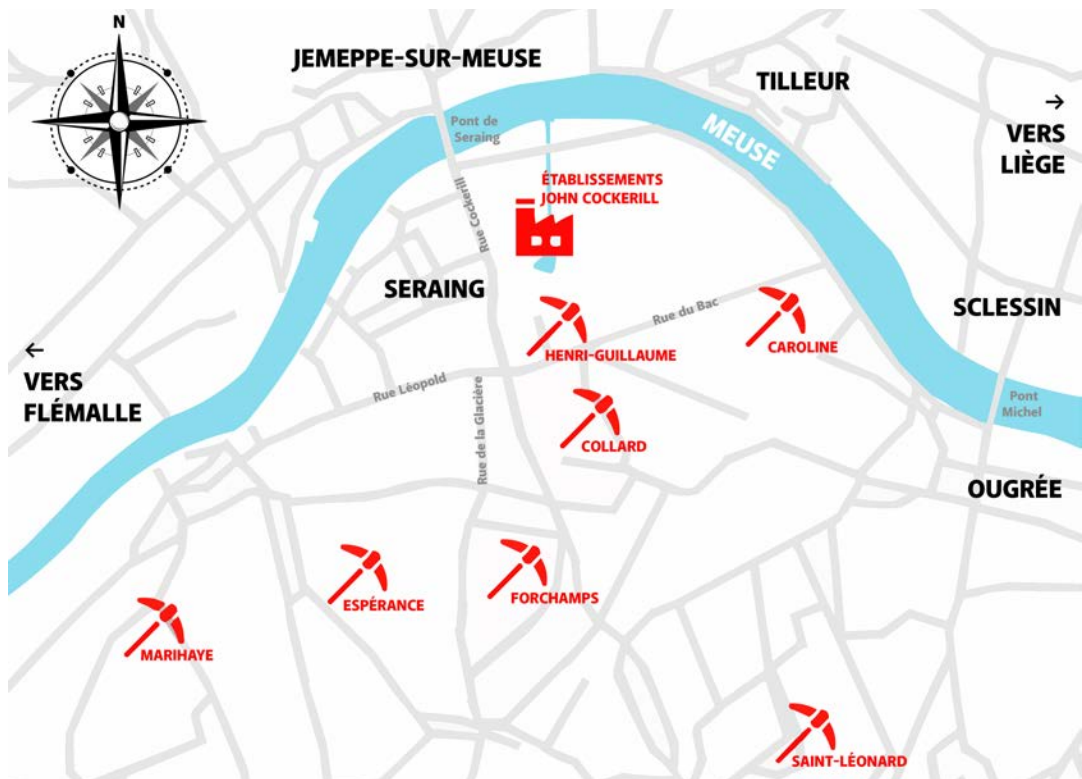 N
JEMEPPE-SUR-MEUSE
TILLEUR
→
VERS
LIÈGE
Pont de
Seraing
MEUSE
ÉTABLISSEMENTS
JOHN COCKERILL
Rue Cockerill
SERAING
SCLESSIN
Rue du Bac
CAROLINE
HENRI-GUILLAUME
←
VERS
FLÉMALLE
Rue Léopold
Rue de la Glacière
Pont
Michel
COLLARD
OUGRÉE
ESPÉRANCE
FORCHAMPS
MARIHAYE
SAINT-LÉONARD